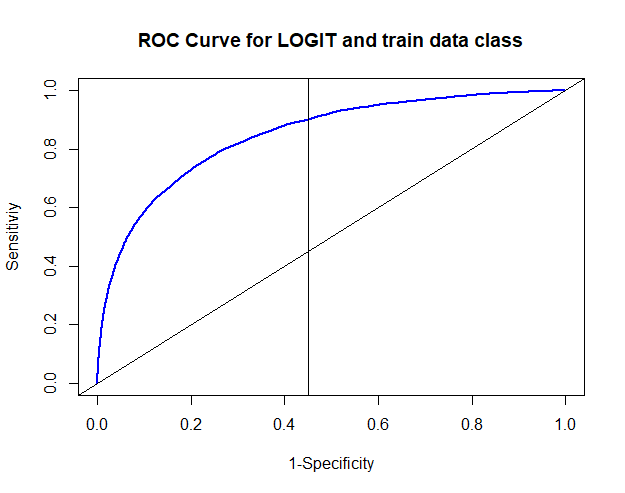 ROC Curve for LOGIT and train data class
Sensitiviy
1.0
0.8
0.6
0.4
0.2
0.0
0.0 0.2 0.4 0.6 0.8 1.0
1-Specificity